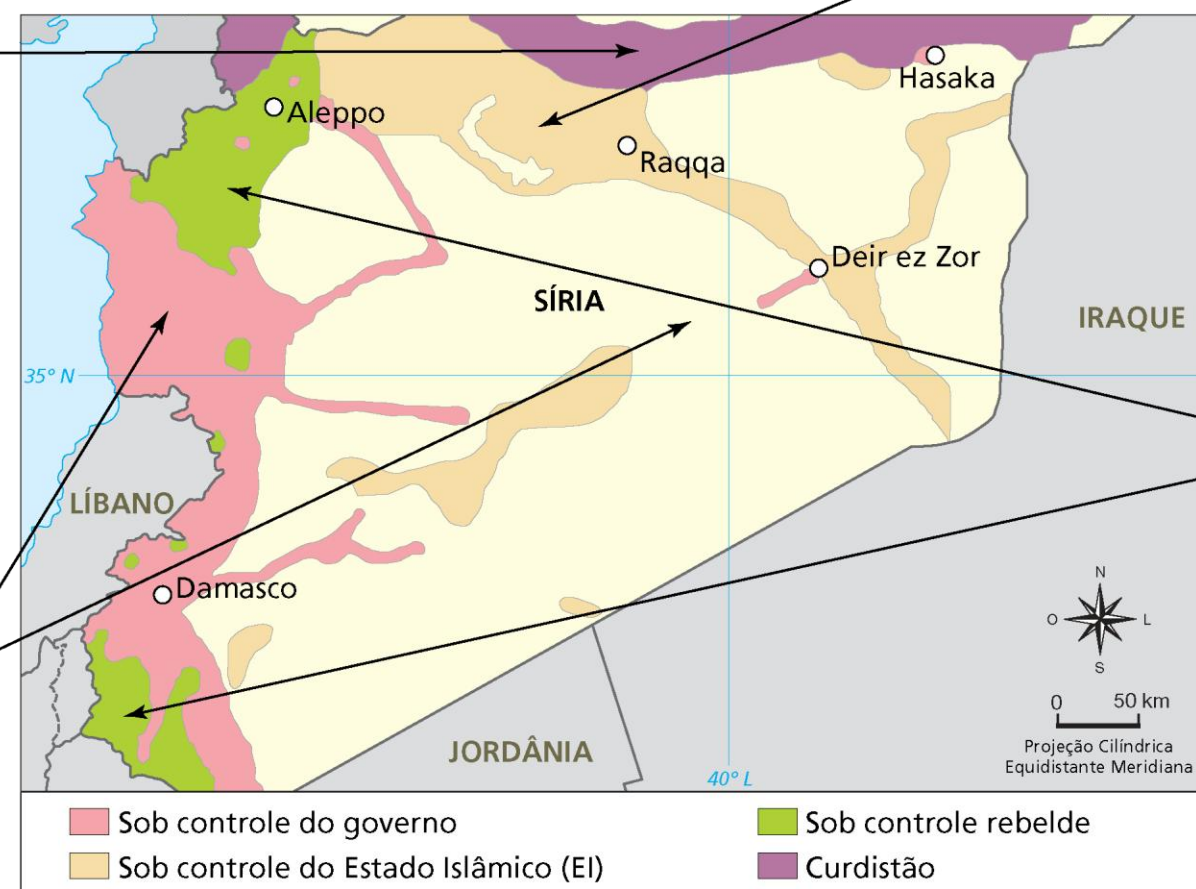 Hasaka
Aleppo
Raqqa
Deir ez Zor
SÍRIA
IRAQUE
35° N
LÍBANO
Damasco
N
O
L
S
0 50 km
Projeção Cilíndrica
Equidistante Meridiana
JORDÂNIA
40° L
Sob controle do governo
Sob controle rebelde
Sob controle do Estado Islâmico (EI)
Curdistão